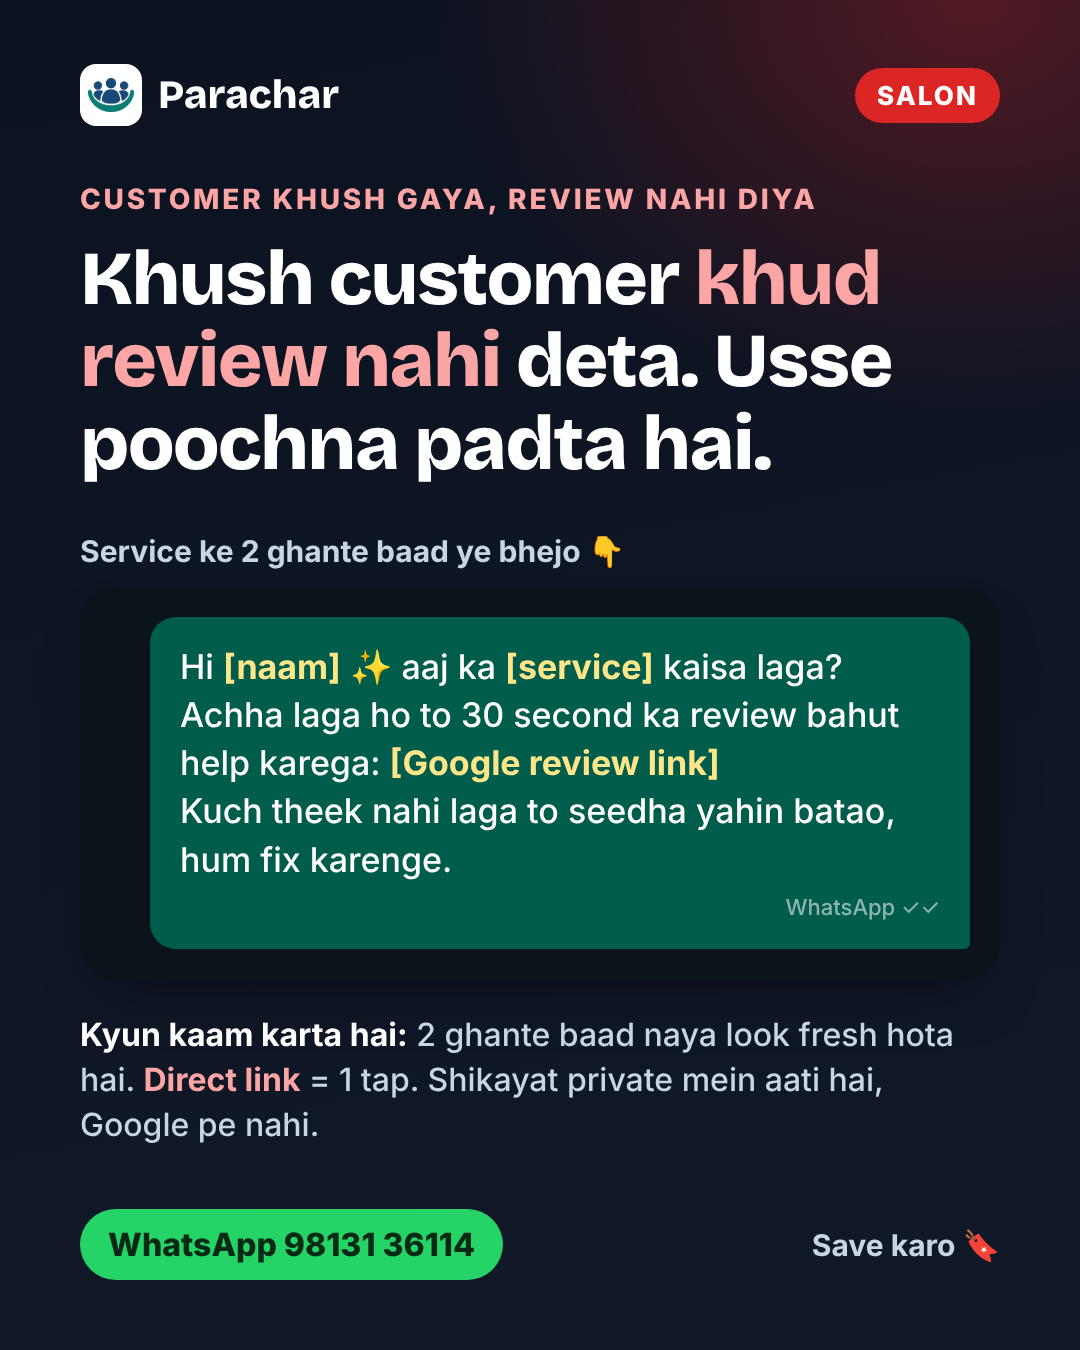 Parachar
SALON
CUSTOMER KHUSH GAYA, REVIEW NAHI DIYA
Khush customer khud
review nahi deta. Usse
poochna padta hai.
Service ke 2 ghante baad ye bhejo 👇
Hi [naam] ✨ aaj ka [service] kaisa laga?
Achha laga ho to 30 second ka review bahut
help karega: [Google review link]
Kuch theek nahi laga to seedha yahin batao,
hum fix karenge.
WhatsApp ✓✓
Kyun kaam karta hai: 2 ghante baad naya look fresh hota
hai. Direct link = 1 tap. Shikayat private mein aati hai,
Google pe nahi.
WhatsApp 98131 36114
Save karo 🔖